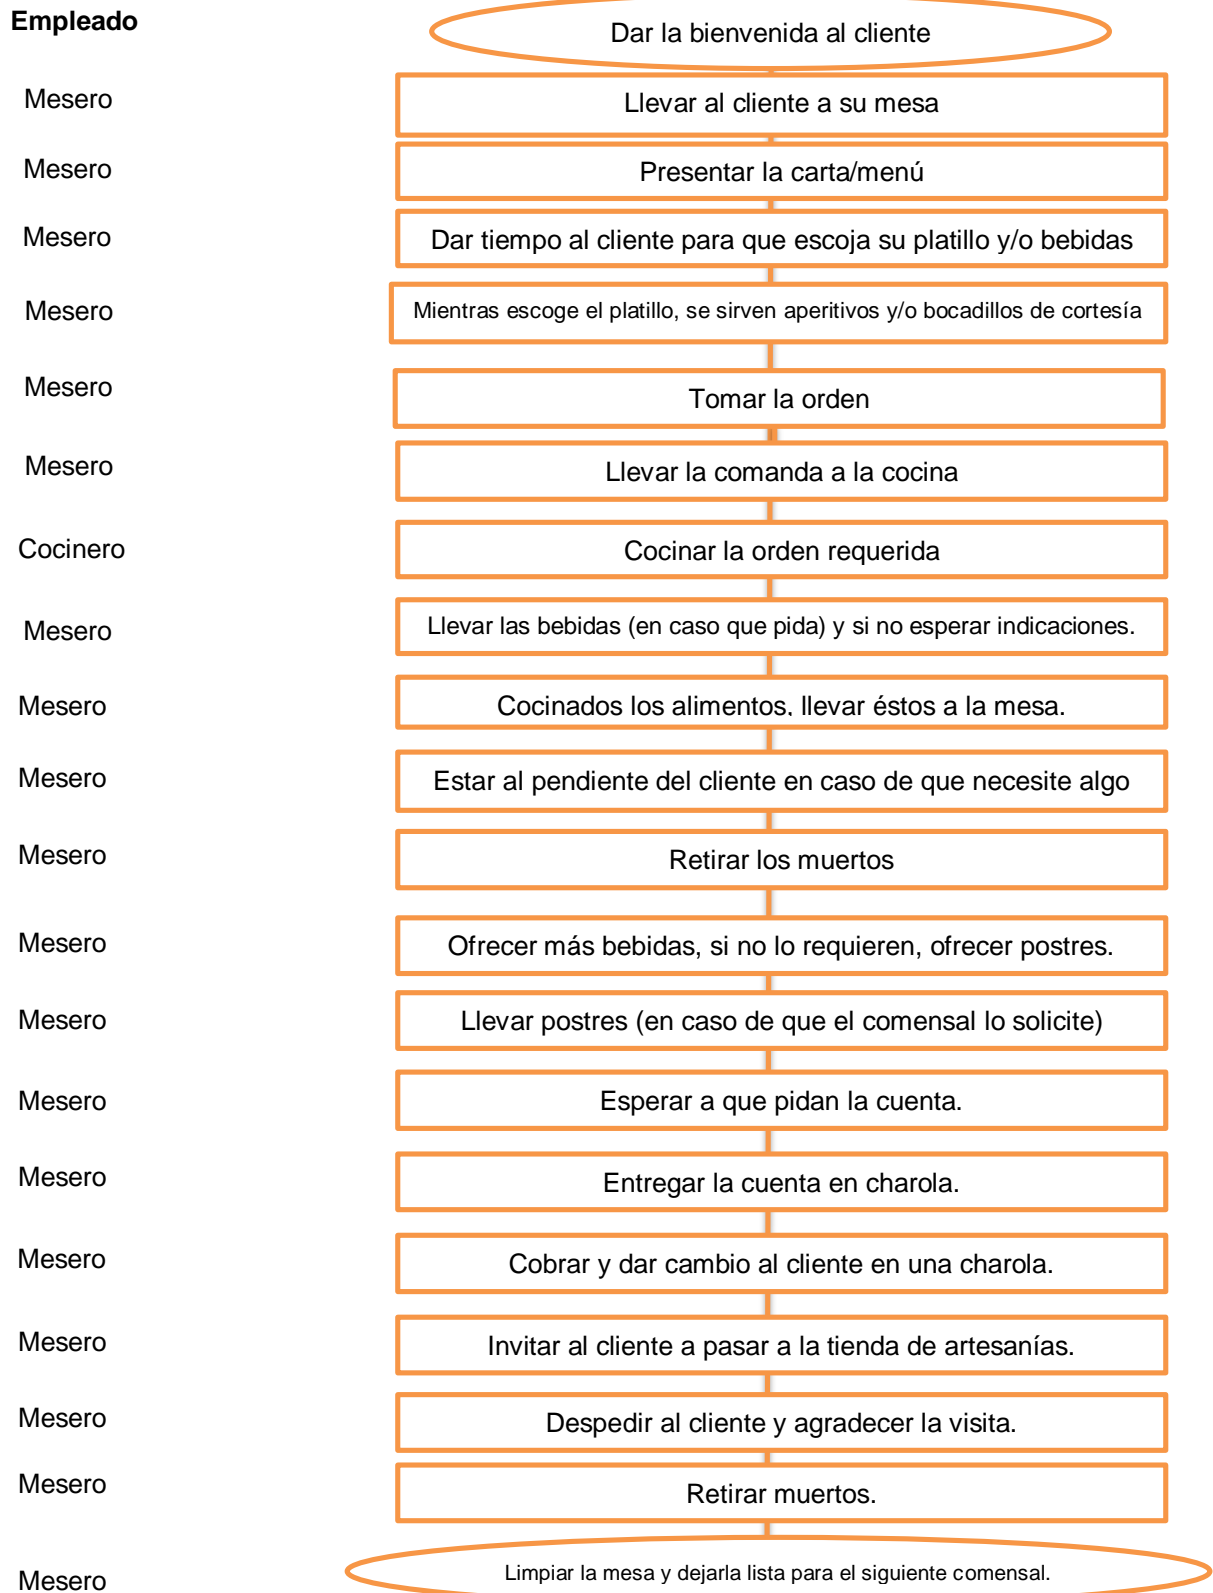 Empleado
Dar la bienvenida al cliente
Mesero
Llevar al cliente a su mesa
Mesero
Presentar la carta/menú
Mesero
Dar tiempo al cliente para que escoja su platillo y/o bebidas
Mesero
Mientras escoge el platillo, se sirven aperitivos y/o bocadillos de cortesía
Mesero
Tomar la orden
Mesero
Llevar la comanda a la cocina
Cocinero
Cocinar la orden requerida
Mesero
Llevar las bebidas (en caso que pida) y si no esperar indicaciones.
Mesero
Cocinados los alimentos, llevar éstos a la mesa.
Mesero
Estar al pendiente del cliente en caso de que necesite algo
Mesero
Retirar los muertos
Mesero
Ofrecer más bebidas, si no lo requieren, ofrecer postres.
Mesero
Llevar postres (en caso de que el comensal lo solicite)
Mesero
Esperar a que pidan la cuenta.
Mesero
Entregar la cuenta en charola.
Mesero
Cobrar y dar cambio al cliente en una charola.
Mesero
Invitar al cliente a pasar a la tienda de artesanías.
Mesero
Despedir al cliente y agradecer la visita.
Mesero
Retirar muertos.
Mesero
Limpiar la mesa y dejarla lista para el siguiente comensal.